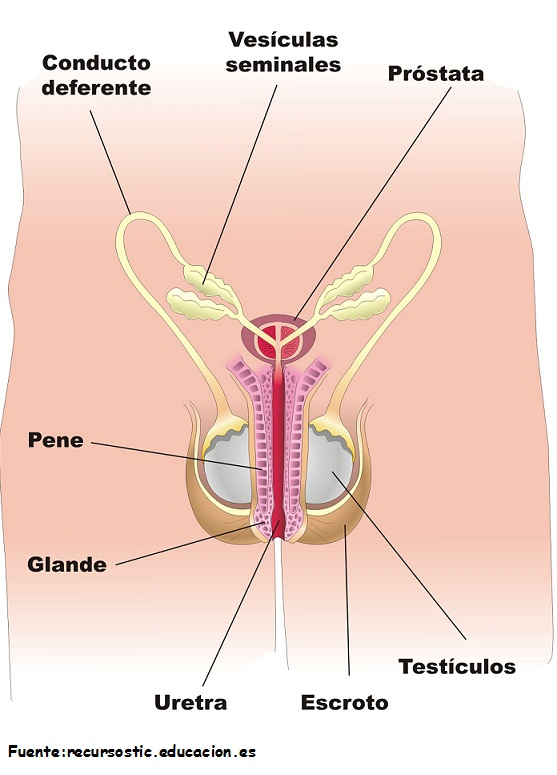 Vesículas
seminales
Conducto
deferente
Próstata
Pene
Glande
Testículos
Uretra
Escroto
Fuente:recursostic.educacion.es